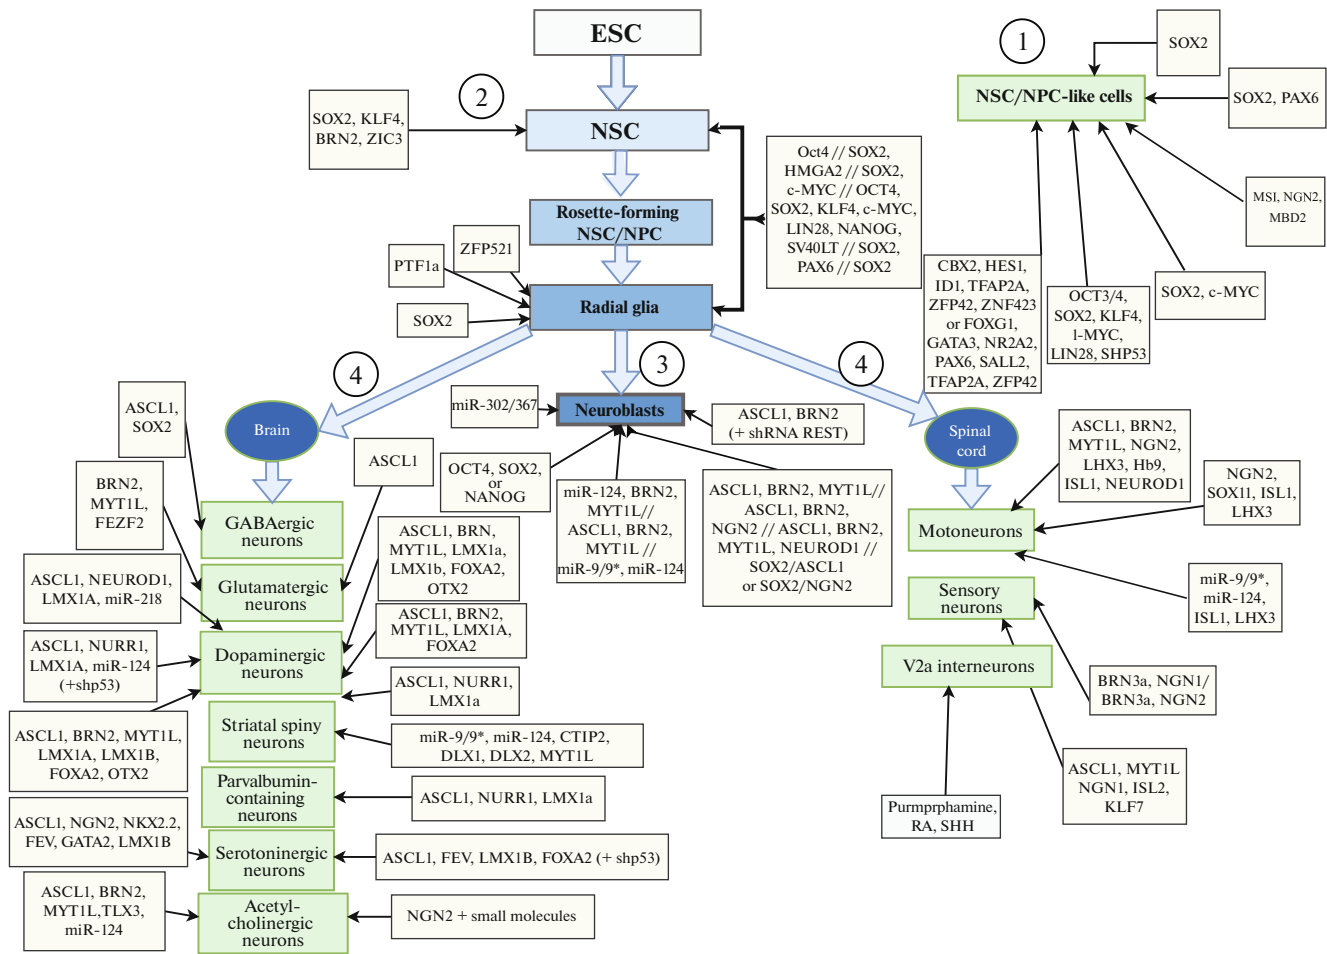 ESC
1
SOX2
NSC/NPC-like cells
SOX2, PAX6
2
SOX2, KLF4,
BRN2, ZIC3
NSC
Oct4 // SOX2,
HMGA2 // SOX2,
c-MYC // OCT4,
SOX2, KLF4, c-MYC,
LIN28, NANOG,
SV40LT // SOX2,
PAX6 // SOX2
MSI, NGN2,
MBD2
Rosette-forming
NSC/NPC
ZFP521
PTF1a
SOX2
Radial glia
CBX2, HES1,
ID1, TFAP2A,
ZFP42, ZNF423
or FOXG1,
GATA3, NR2A2,
PAX6, SALL2,
TFAP2A, ZFP42
OCT3/4,
SOX2, KLF4,
l-MYC,
LIN28, SHP53
SOX2, c-MYC
4
3
4
miR-302/367
Neuroblasts
ASCL1, BRN2
(+ shRNA REST)
OCT4, SOX2,
or
NANOG
miR-124, BRN2,
MYT1L//
ASCL1, BRN2,
MYT1L //
miR-9/9*, miR-124
ASCL1, BRN2, MYT1L//
ASCL1, BRN2,
NGN2 // ASCL1, BRN2,
MYT1L, NEUROD1 //
SOX2/ASCL1
or SOX2/NGN2
ASCL1,
SOX2
Brain
BRN2,
MYT1L,
FEZF2
ASCL1
GABAergic
neurons
ASCL1, BRN,
MYT1L, LMX1a,
LMX1b, FOXA2,
OTX2
ASCL1, NEUROD1,
LMX1A, miR-218
Glutamatergic
neurons
ASCL1, BRN2,
MYT1L, LMX1A,
FOXA2
ASCL1, NURR1,
LMX1A, miR-124
(+shp53)
Dopaminergic
neurons
ASCL1, NURR1,
LMX1a
ASCL1, BRN2, MYT1L,
LMX1A, LMX1B,
FOXA2, OTX2
Striatal spiny
neurons
miR-9/9*, miR-124, CTIP2,
DLX1, DLX2, MYT1L
Parvalbumin-
containing
neurons
ASCL1, NURR1, LMX1a
ASCL1, NGN2, NKX2.2,
FEV, GATA2, LMX1B
Serotoninergic
neurons
ASCL1, FEV, LMX1B, FOXA2 (+ shp53)
ASCL1, BRN2,
MYT1L,TLX3,
miR-124
Acetyl-
cholinergic
neurons
NGN2 + small molecules
Spinal
cord
ASCL1, BRN2,
MYT1L, NGN2,
LHX3, Hb9,
ISL1, NEUROD1
NGN2,
SOX11, ISL1,
LHX3
Motoneurons
miR-9/9*,
miR-124,
ISL1, LHX3
Sensory
neurons
V2a interneurons
BRN3a, NGN1/
BRN3a, NGN2
ASCL1, MYT1L
NGN1, ISL2,
KLF7
Purmprphamine,
RA, SHH